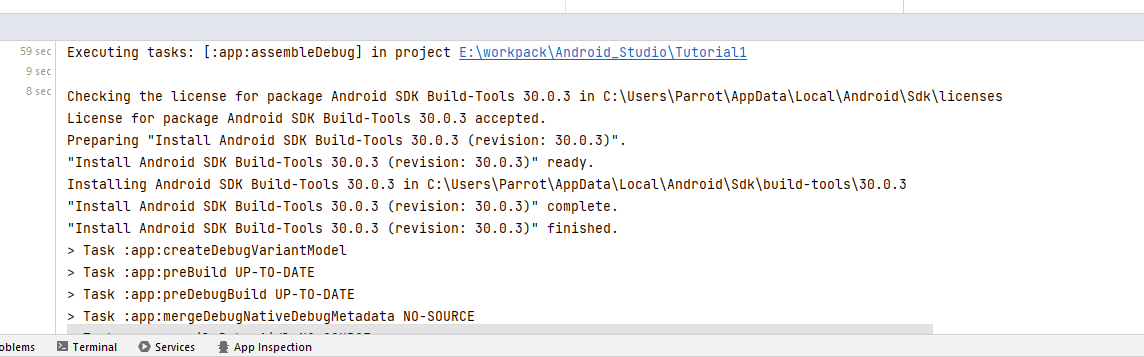 59 sec
9 sec
8 sec
Executing tasks: [:app:assembleDebug] in project E:\workpack\Android_Studio\Tutorial1
Checking the license for package Android SDK Build-Tools 30.0.3 in C:\Users\Parrot\AppData\Local\Android\Sdk\licenses
License for package Android SDK Build-Tools 30.0.3 accepted.
Preparing "Install Android SDK Build-Tools 30.0.3 (revision: 30.0.3)".
"Install Android SDK Build-Tools 30.0.3 (revision: 30.0.3)" ready.
Installing Android SDK Build-Tools 30.0.3 in C:\Users\Parrot\AppData\Local\Android\Sdk\build-tools\30.0.3
"Install Android SDK Build-Tools 30.0.3 (revision: 30.0.3)" complete.
"Install Android SDK Build-Tools 30.0.3 (revision: 30.0.3)" finished.
> Task :app:createDebugVariantModel
> Task :app:preBuild UP-TO-DATE
> Task :app:preDebugBuild UP-TO-DATE
> Task :app:mergeDebugNativeDebugMetadata NO-SOURCE
oblems Terminal Services App Inspection